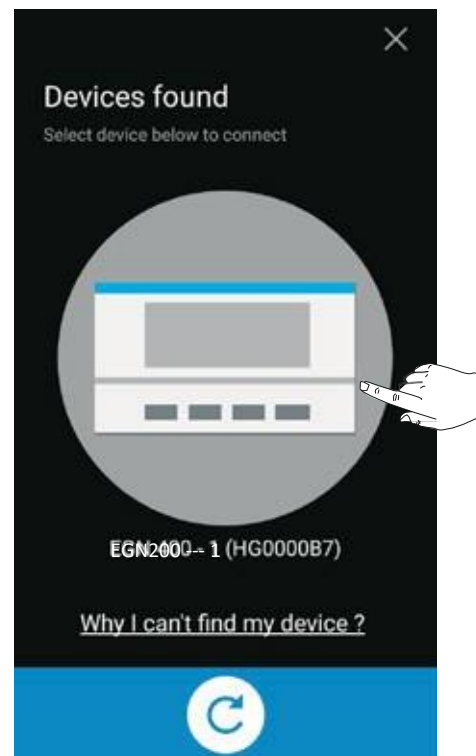 Devices found
Select device below to connect
EGN200--- 1 (HG0000B7)
Why I can't find my device ?